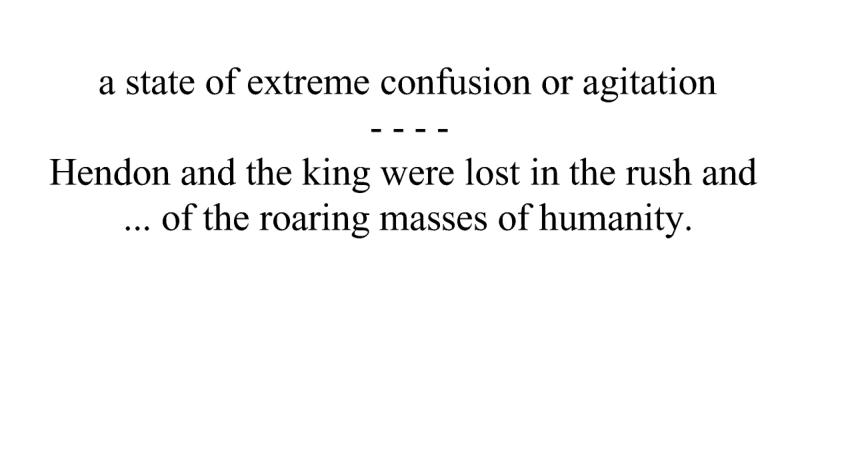 a state of extreme confusion or agitation
- - - -
Hendon and the king were lost in the rush and
... of the roaring masses of humanity.